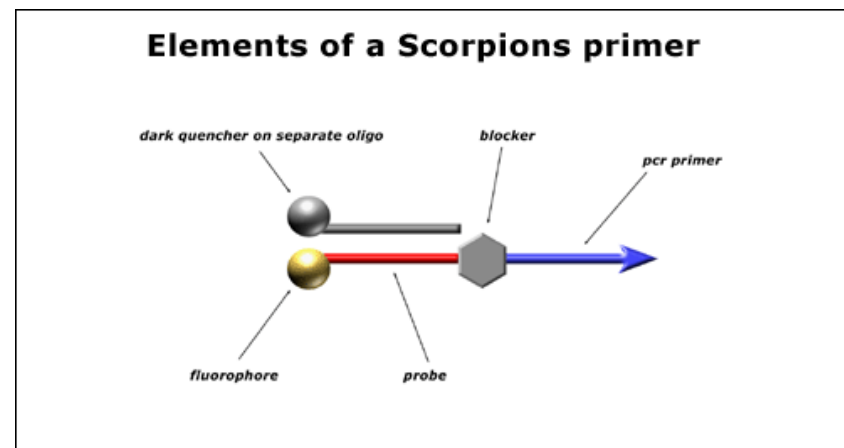 Elements of a Scorpions primer
dark quencher on separate oligo
blocker
pcr primer
fluorophore
probe